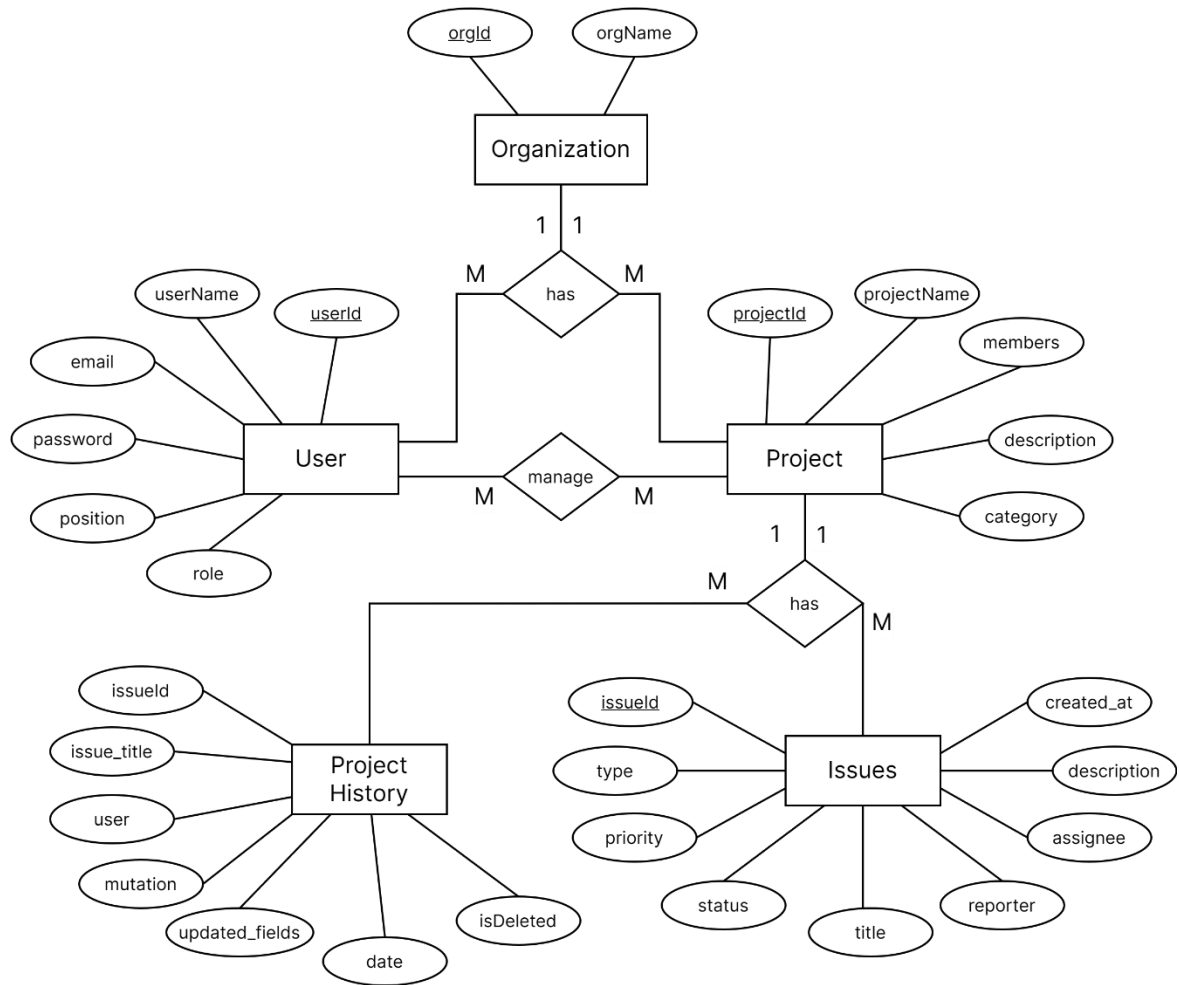 orgId
orgName
Organization
1
1
M
has
M
userName
userId
projectId
projectName
email
members
password
User
M
manage
M
Project
description
position
category
role
1
1
M
has
M
issueId
issue_title
user
mutation
updated_fields
date
isDeleted
Project
History
issueId
type
priority
status
title
reporter
assignee
description
created_at
Issues